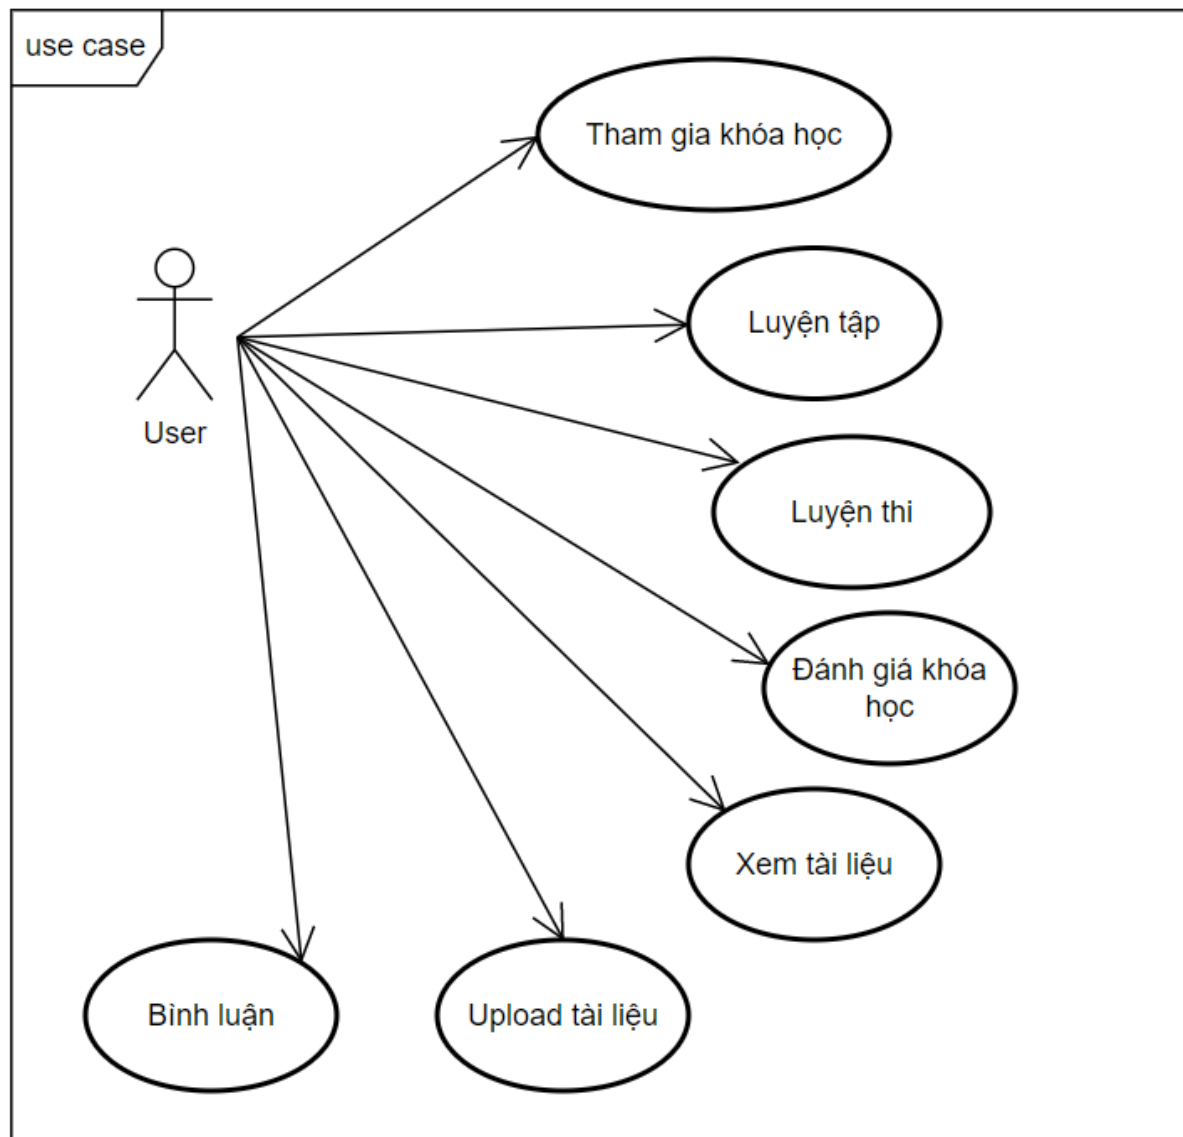 use case
Tham gia khóa học
Luyện tập
User
Luyện thi
Đánh giá khóa
học
Xem tài liệu
Bình luận
Upload tài liệu